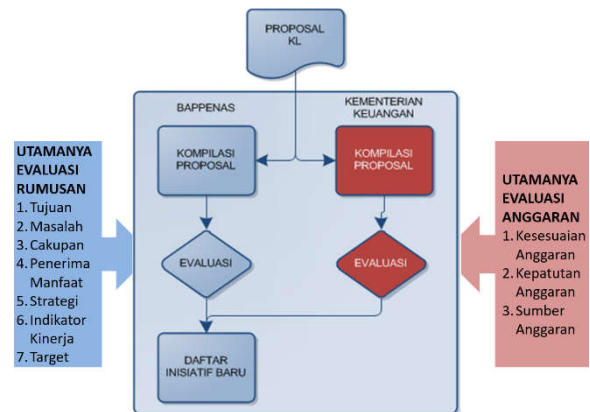 PROPOSAL
KL
BAPPENAS
KEMENTERIAN
KEUANGAN
KOMPILASI
PROPOSAL
KOMPILASI
PROPOSAL
EVALUASI
EVALUASI
DAFTAR
INISIATIF BARU
UTAMANYA
EVALUASI
RUMUSAN
1. Tujuan
2. Masalah
3. Cakupan
4. Penerima
Manfaat
5. Strategi
6. Indikator
Kinerja
7. Target
UTAMANYA
EVALUASI
ANGGARAN
1. Kesesuaian
Anggaran
2. Kepatutan
Anggaran
3. Sumber
Anggaran